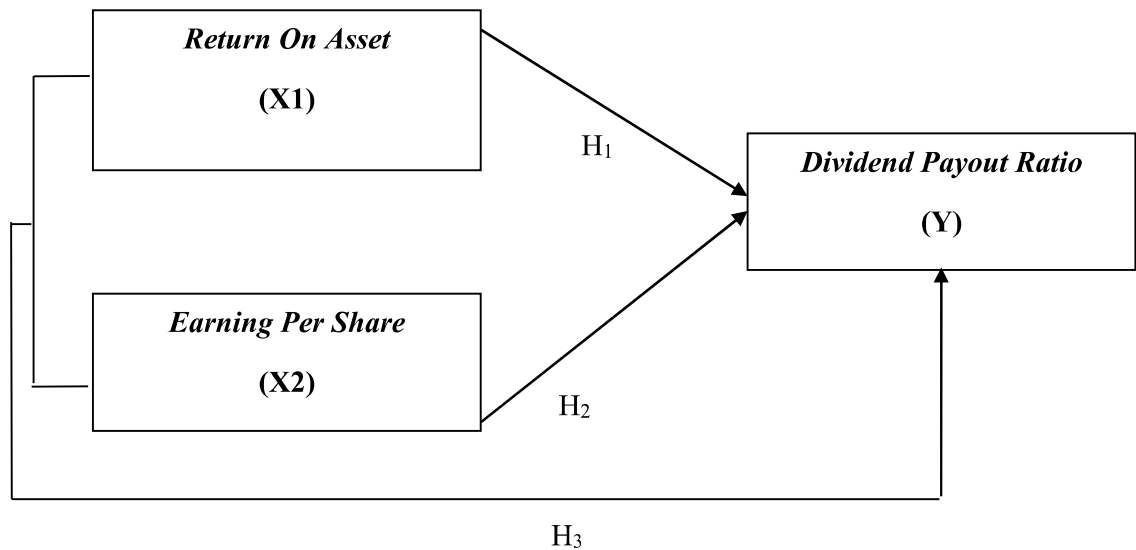 Return On Asset
(X1)
H₁
Dividend Payout Ratio
(Y)
Earning Per Share
(X2)
H₂
H₃